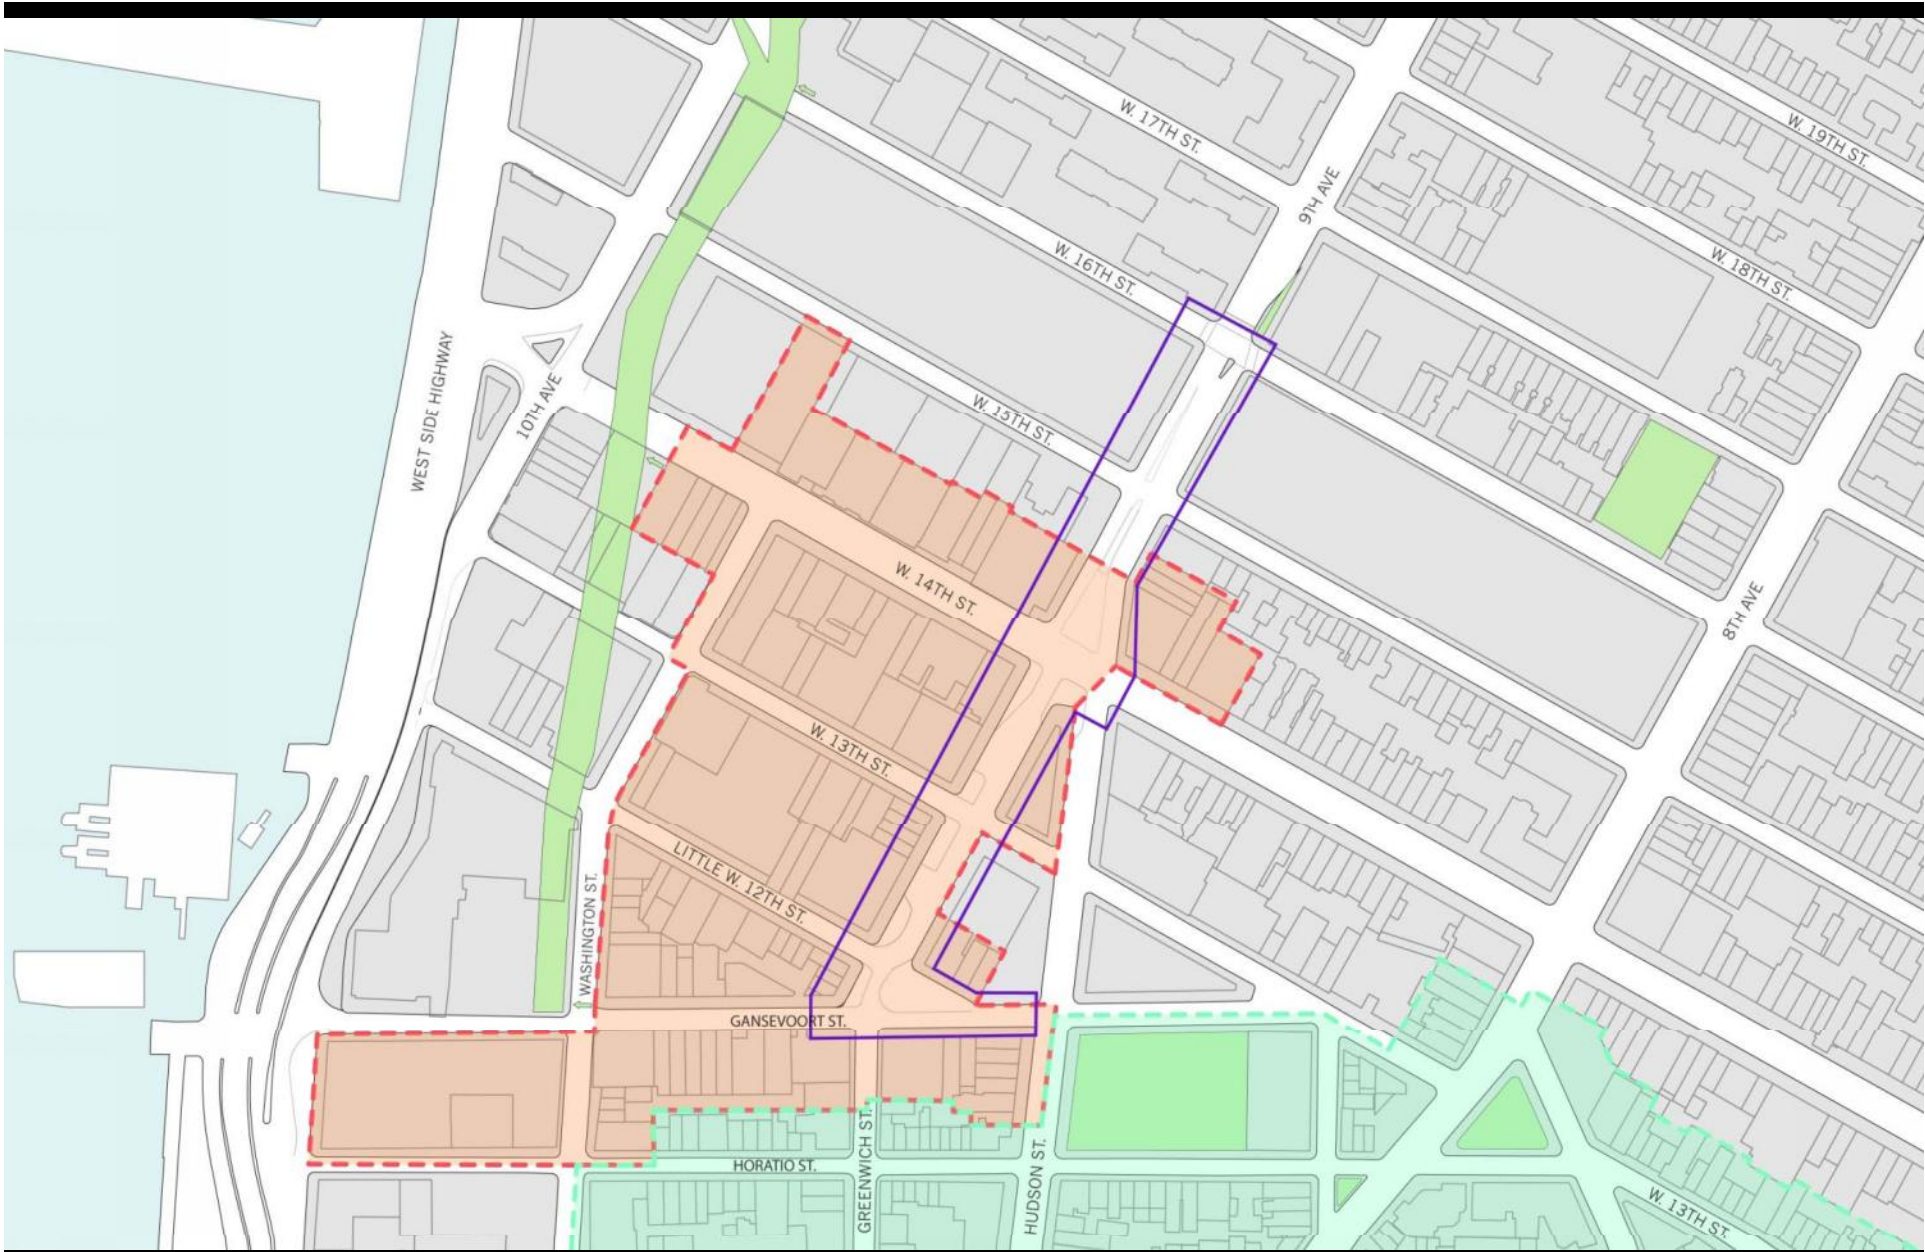 W. 17TH ST.
W. 19TH ST.
9TH AVE
W. 16TH ST.
W. 18TH ST.
WEST SIDE HIGHWAY
10TH AVE
W. 15TH ST.
W. 14TH ST.
8TH AVE
W. 13TH ST.
LITTLE W. 12TH ST.
WASHINGTON ST.
GANSEVOORT ST.
GREENWICH ST.
HORATIO ST.
HUDSON ST.
W. 13TH ST.